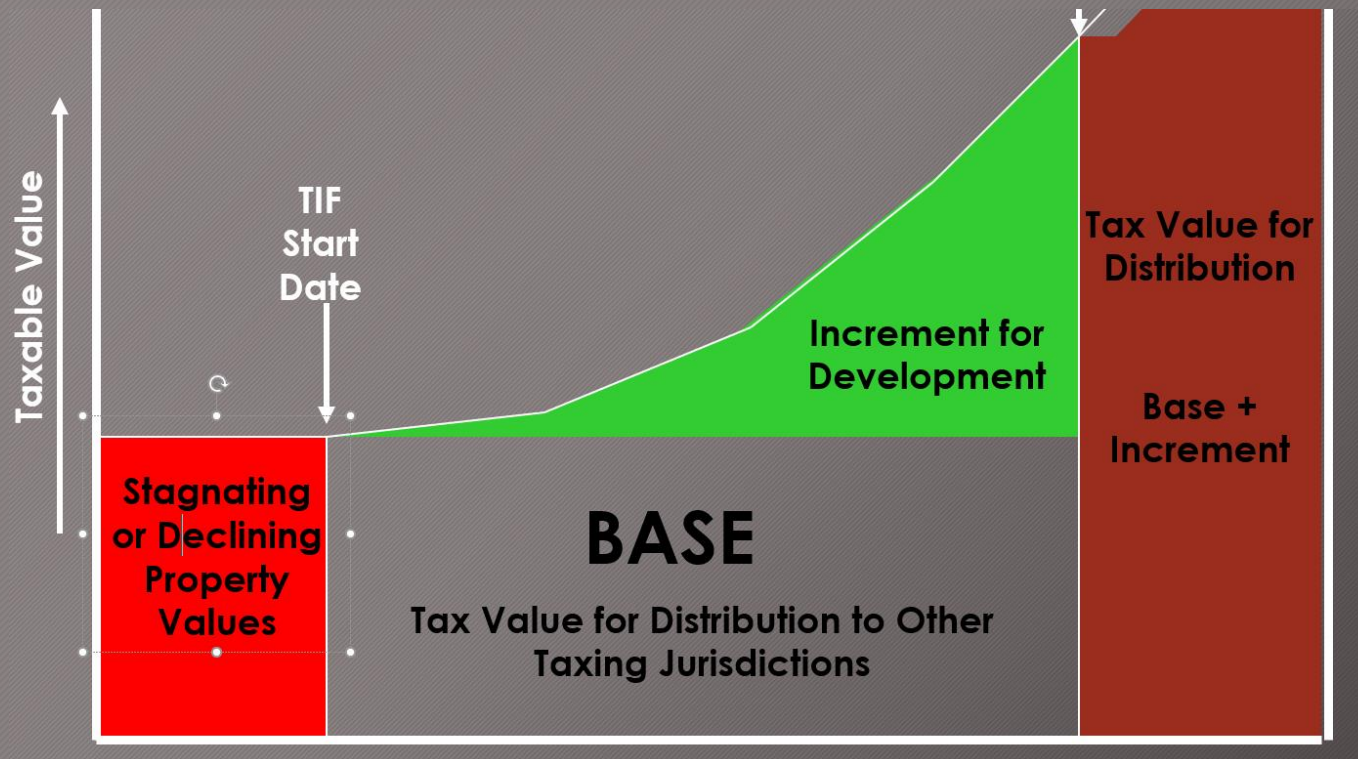 Taxable Value
TIF
Start
Date
Stagnating
or Declining
Property
Values
Increment for
Development
BASE
Tax Value for Distribution to Other
Taxing Jurisdictions
Tax Value for
Distribution
Base +
Increment